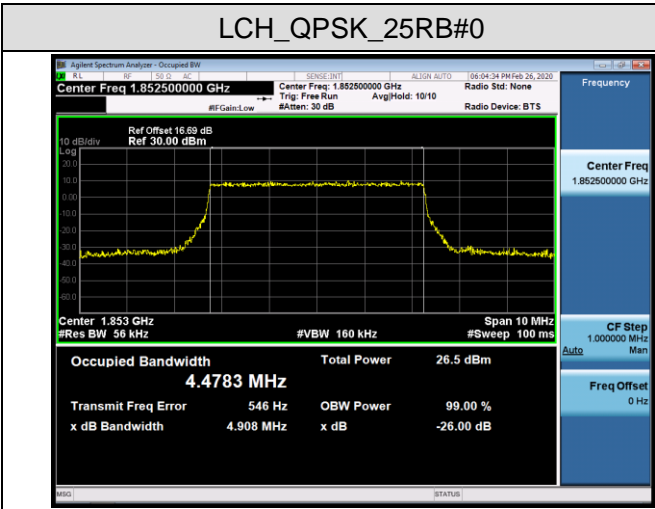 LCH_QPSK_25RB#0
Agilent Spectrum Analyzer - Occupied BW
RL RF 50 Ω AC SENSE:INT ALIGN AUTO 06:04:34 PM Feb 26, 2020
Center Freq 1.852500000 GHz Center Freq: 1.852500000 GHz Radio Std: None
Trig: Free Run Avg|Hold: 10/10
#IFGain:Low #Atten: 30 dB Radio Device: BTS
Frequency
Ref Offset 16.69 dB
10 dB/div Ref 30.00 dBm
Log
20.0
10.0
0.00
-10.0
-20.0
-30.0
-40.0
-50.0
-60.0
Center 1.853 GHz Span 10 MHz
#Res BW 56 kHz #VBW 160 kHz #Sweep 100 ms
Occupied Bandwidth Total Power 26.5 dBm
4.4783 MHz
Transmit Freq Error 546 Hz OBW Power 99.00 %
x dB Bandwidth 4.908 MHz x dB -26.00 dB
Center Freq
1.852500000 GHz
CF Step
1.000000 MHz
Auto Man
Freq Offset
0 Hz
MSG STATUS